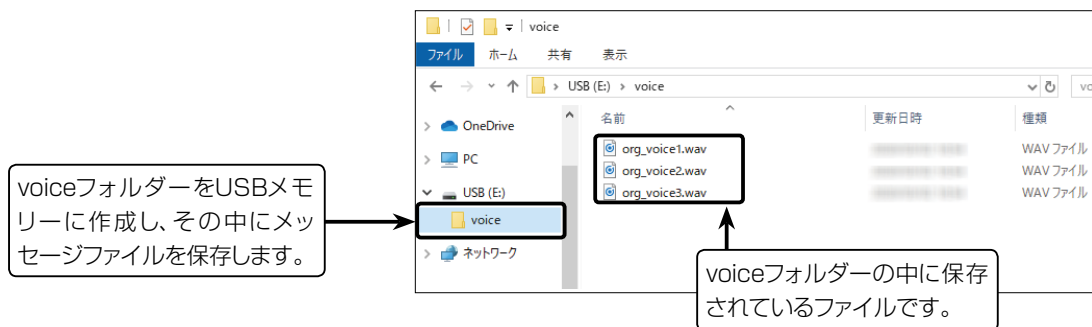 voice
ファイル ホーム 共有 表示
USB (E:) voice vo
名前 更新日時 種類
OneDrive
PC
USB (E:)
voice
ネットワーク
org_voice1.wav WAV ファイル
org_voice2.wav WAV ファイル
org_voice3.wav WAV ファイル
voiceフォルダーをUSBメモ
リーに作成し、その中にメッ
セージファイルを保存します。
voiceフォルダーの中に保存
されているファイルです。